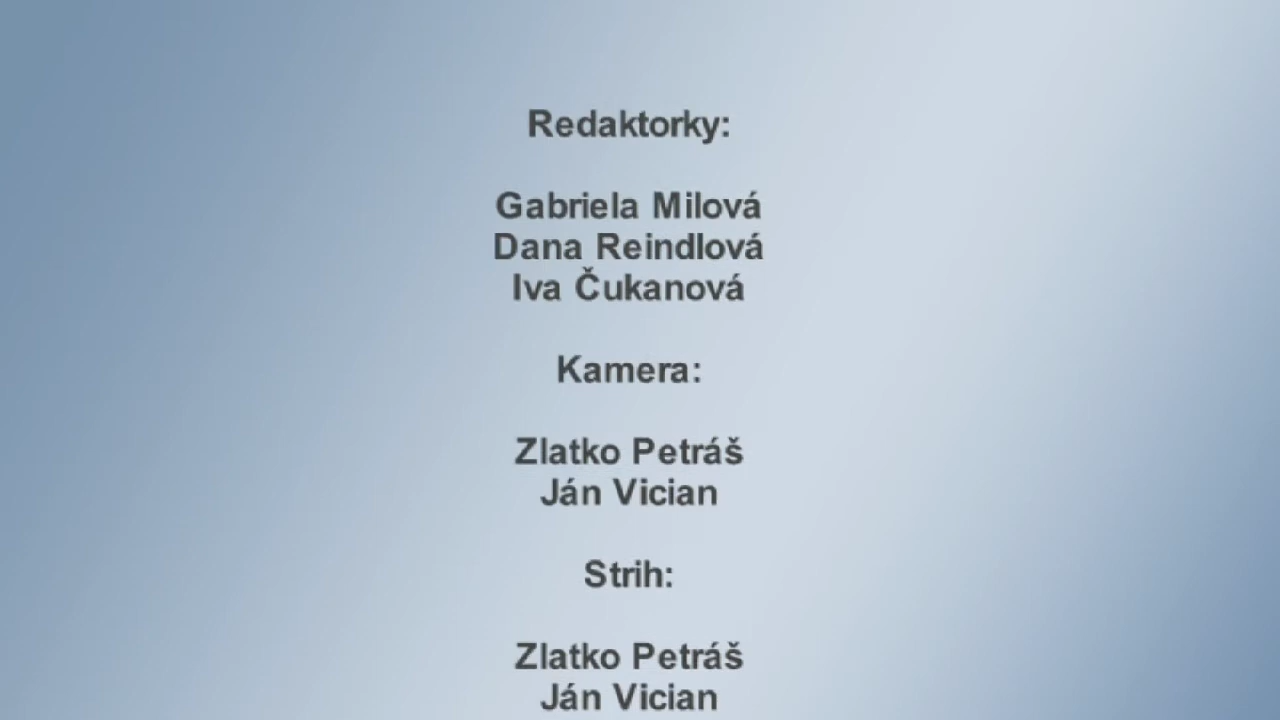 Redaktorky:
Gabriela Milová
Dana Reindlová
Iva Čukanová
Kamera:
Zlatko Petráš
Ján Vician
Strih:
Zlatko Petráš
Ján Vician